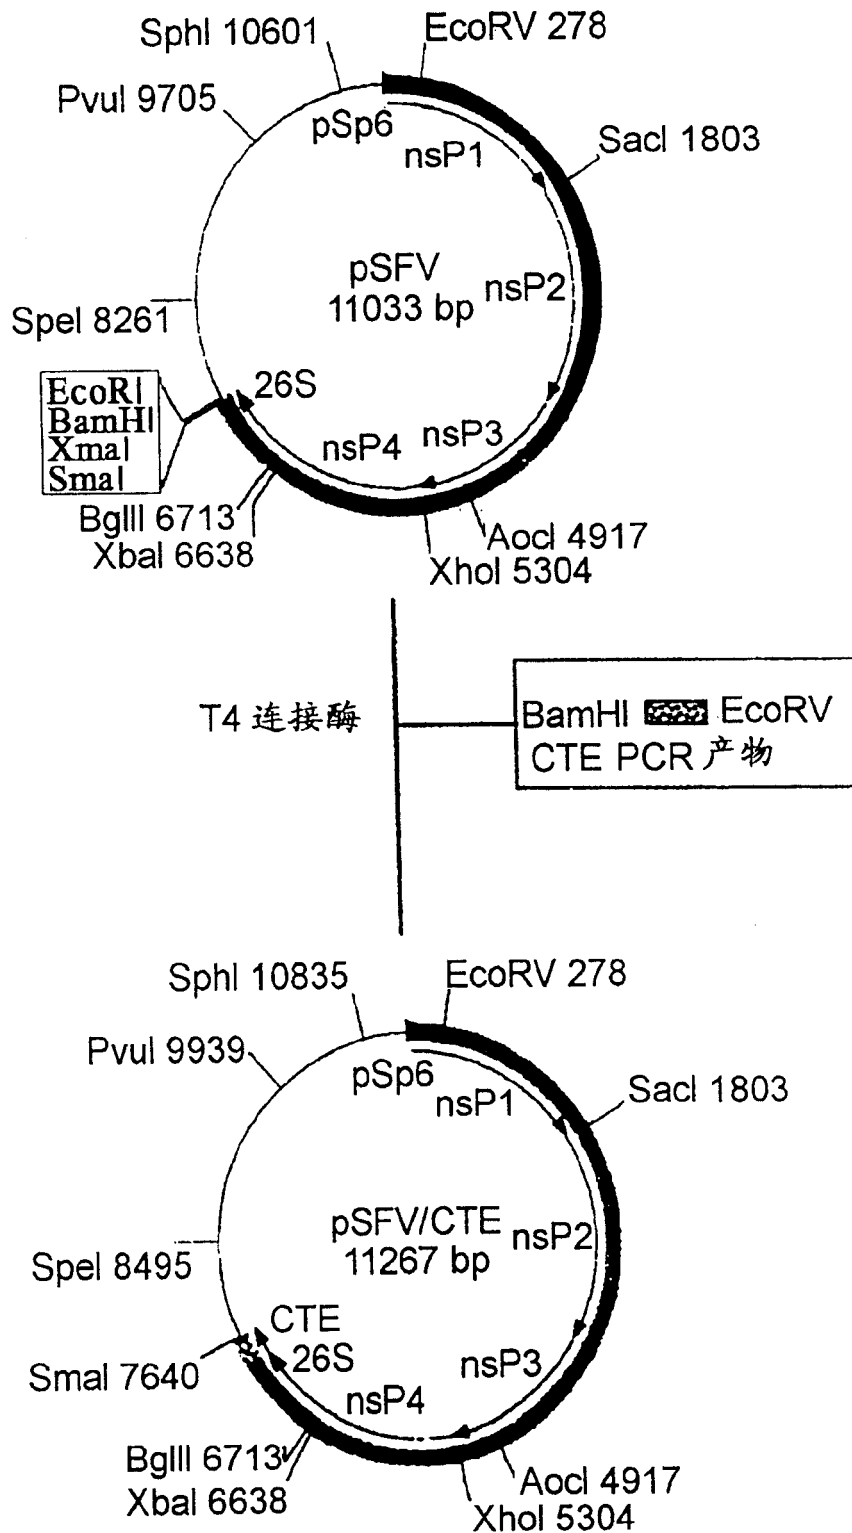 SphI 10601
EcoRV 278
PvuI 9705
pSp6
nsP1
SacI 1803
pSFV
11033 bp
nsP2
SpeI 8261
EcoRI
BamHI
XmaI
SmaI
26S
nsP4
nsP3
BglII 6713
XbaI 6638
AocI 4917
XhoI 5304
T4 连接酶
BamHI EcoRV
CTE PCR 产物
SphI 10835
EcoRV 278
PvuI 9939
pSp6
nsP1
SacI 1803
pSFV/CTE
11267 bp
nsP2
SpeI 8495
CTE
26S
SmaI 7640
nsP4
nsP3
BglII 6713
XbaI 6638
AocI 4917
XhoI 5304